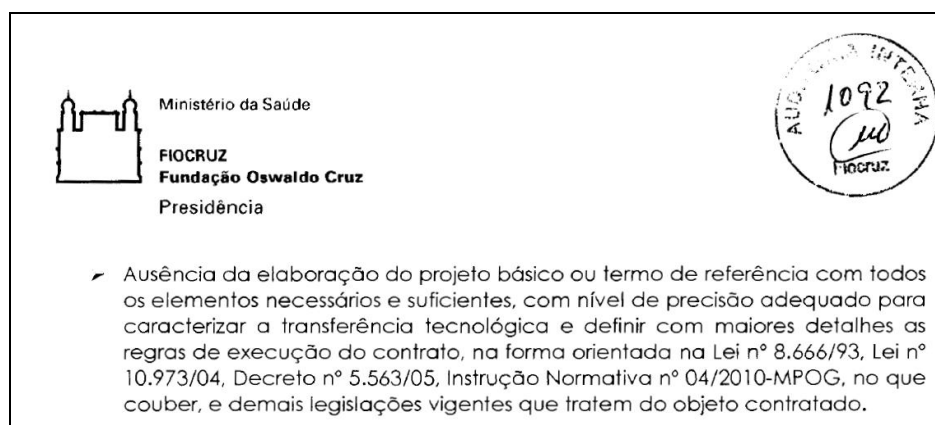 Ministério da Saúde
FIOCRUZ
Fundação Oswaldo Cruz
Presidência
INTERNA
1092
Fiocruz
➤ Ausência da elaboração do projeto básico ou termo de referência com todos
os elementos necessários e suficientes, com nível de precisão adequado para
caracterizar a transferência tecnológica e definir com maiores detalhes as
regras de execução do contrato, na forma orientada na Lei nº 8.666/93, Lei nº
10.973/04, Decreto nº 5.563/05, Instrução Normativa nº 04/2010-MPOG, no que
couber, e demais legislações vigentes que tratem do objeto contratado.